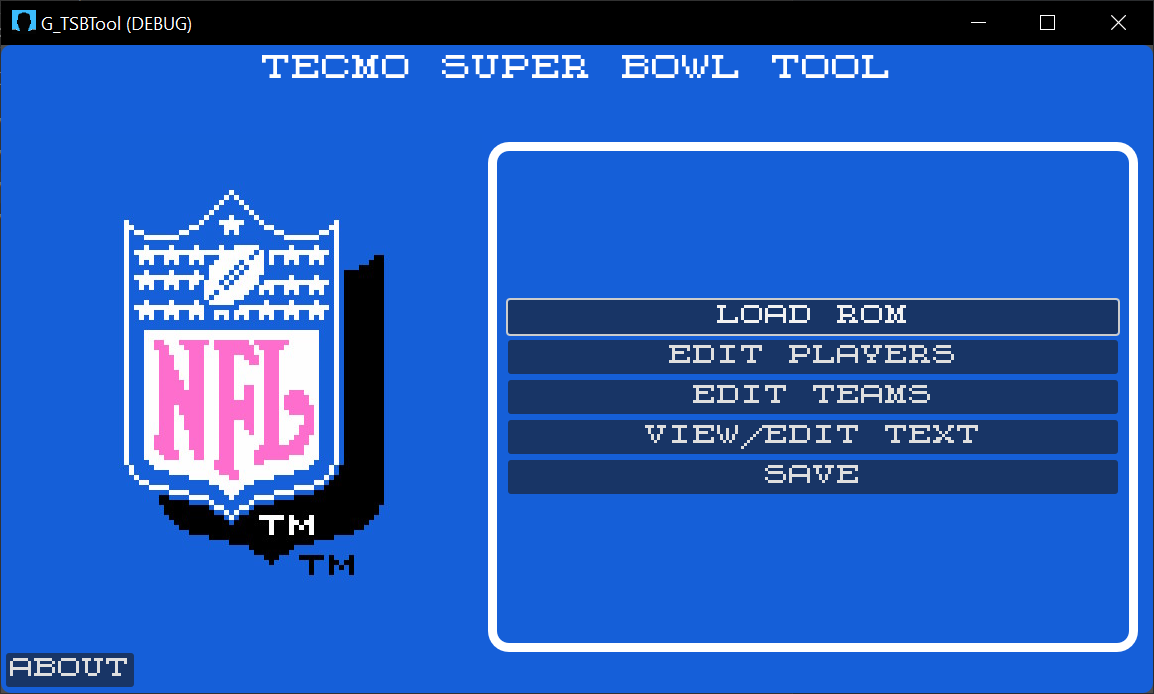 G_TSBTool (DEBUG)
TECMO SUPER BOWL TOOL
NFL
TM
TM
LOAD ROM
EDIT PLAYERS
EDIT TEAMS
VIEW/EDIT TEXT
SAVE
ABOUT